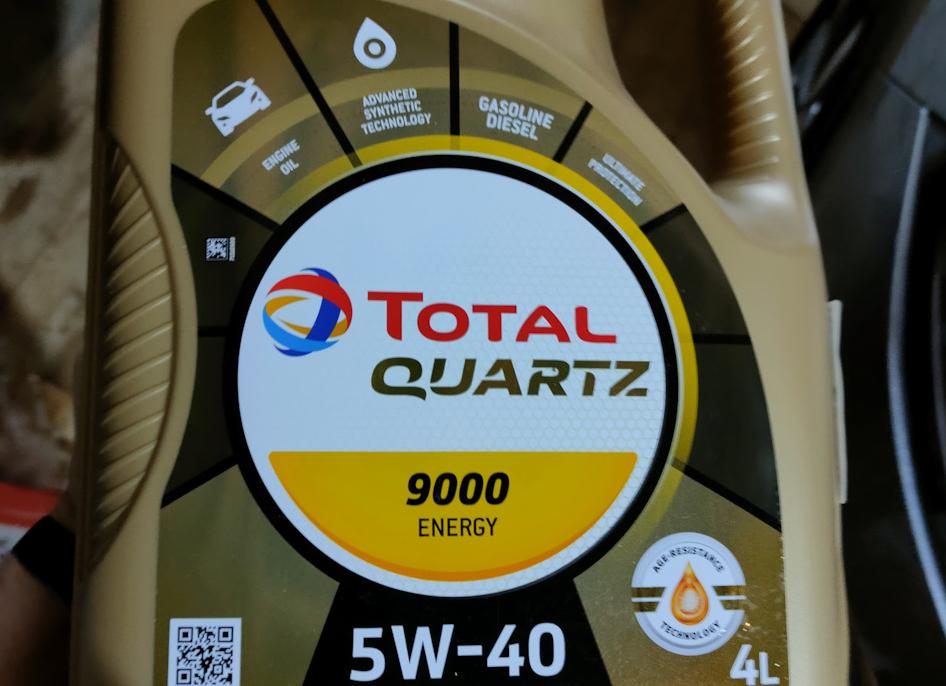 ENGINE
OIL
ADVANCED
SYNTHETIC
TECHNOLOGY
GASOLINE
DIESEL
ULTIMATE
PROTECTION
TOTAL
QUARTZ
9000
ENERGY
AGE-RESISTANCE
TECHNOLOGY
5W-40
4L